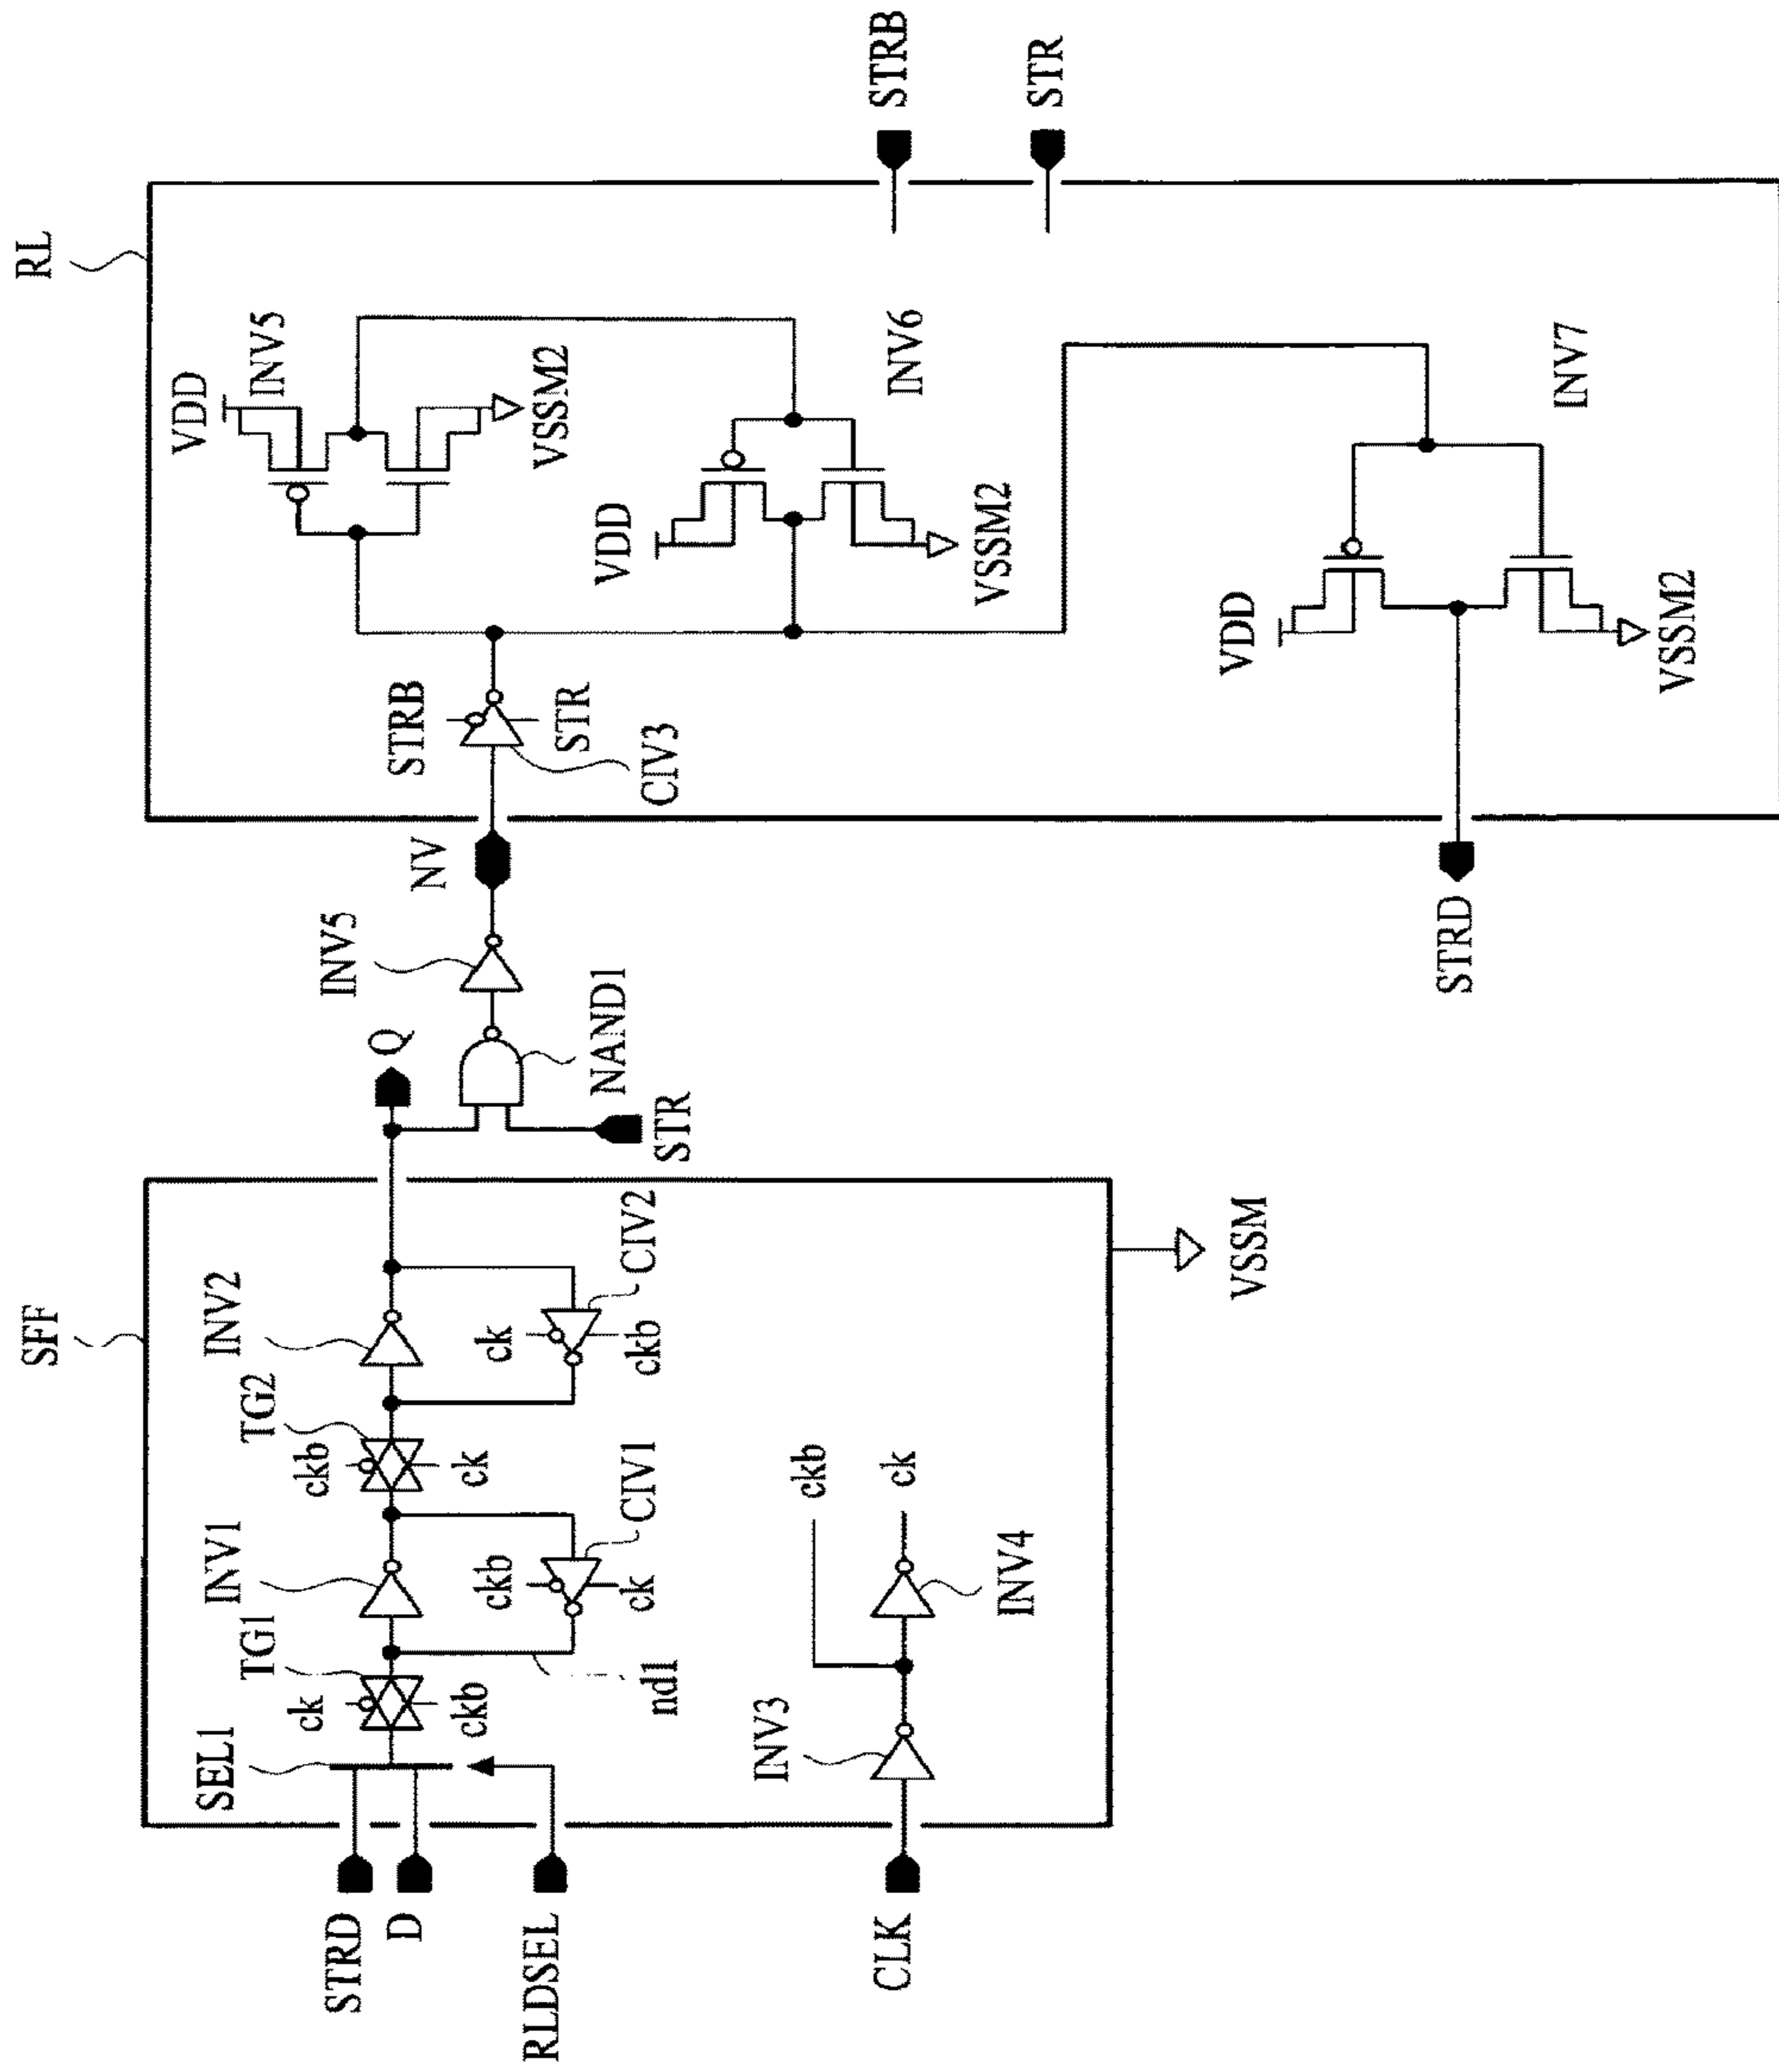 SFF
RL
STRD
D
RLDSEL
SEL1
ck
TG1
ckb
INV1
ckb
TG2
ck
INV2
Q
nd1
ckb
ck
CIV1
ck
ckb
CIV2
CLK
INV3
INV4
ckb
ck
VSSM
STR
NAND1
INV5
NV
STRB
STR
CIV3
VDD
INV5
VSSM2
VDD
INV6
VSSM2
VDD
INV7
VSSM2
STRD
STRB
STR